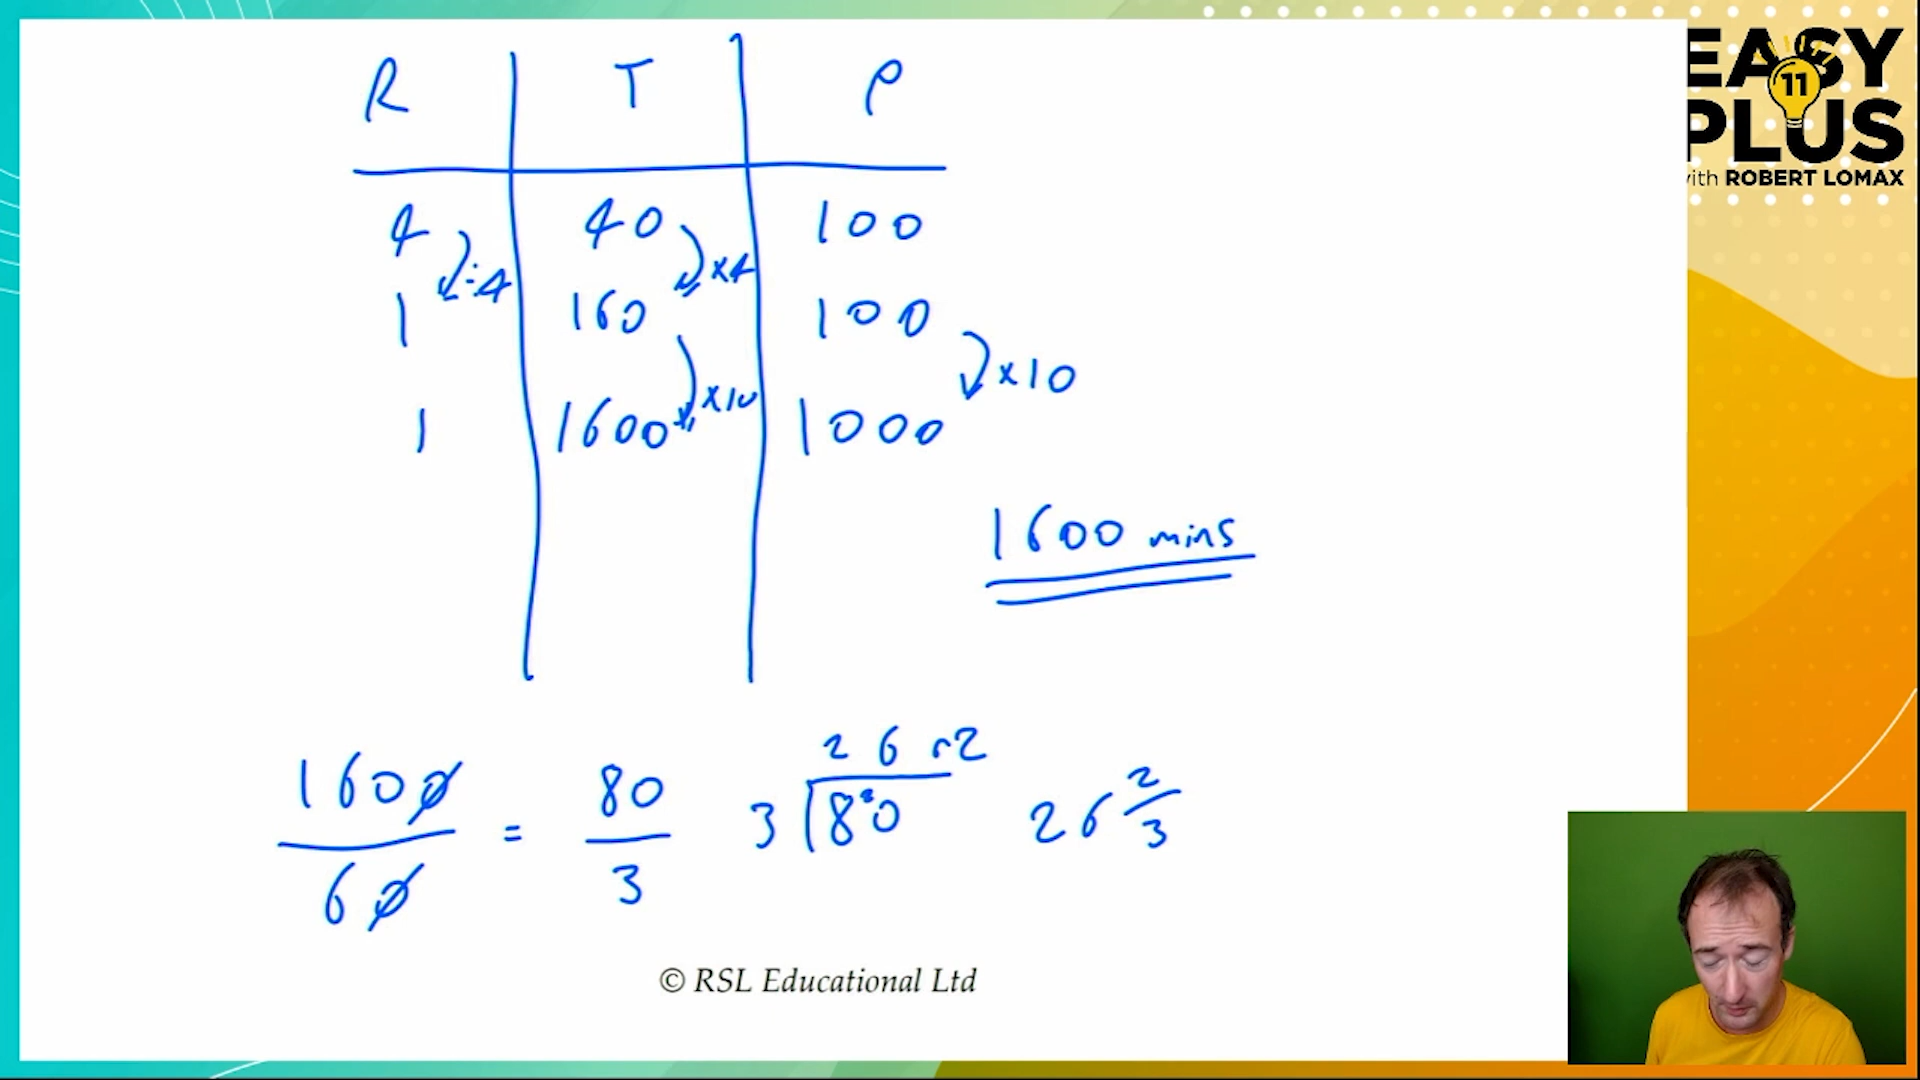 R T P
4 40 100
÷4 ×4
1 160 100
×10 ×10
1 1600 1000
1600 mins
26 r2
1600/60 = 80/3 3 80 26 2/3
© RSL Educational Ltd
EASY
11
PLUS
with ROBERT LOMAX